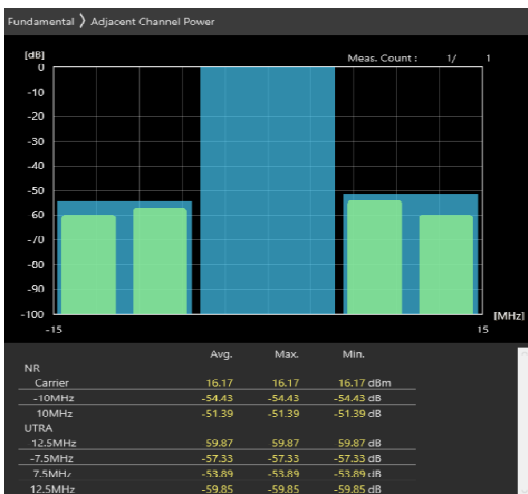 Fundamental ❯ Adjacent Channel Power
[dB]
Meas. Count : 1/ 1
0
-10
-20
-30
-40
-50
60
-70
-80
-90
-100
[MHz]
-15 15
Avg. Max. Min.
NR
Carrier 16.17 16.17 16.17 dBm
-10MHz -54.43 -54.43 -54.43 dB
10MHz -51.39 -51.39 -51.39 dB
UTRA
12.5MHz 59.87 59.87 59.87 dB
-7.5MHz -57.33 -57.33 -57.33 dB
7.5MHz -53.89 -53.89 -53.89 dB
12.5MHz -59.85 -59.85 -59.85 dB